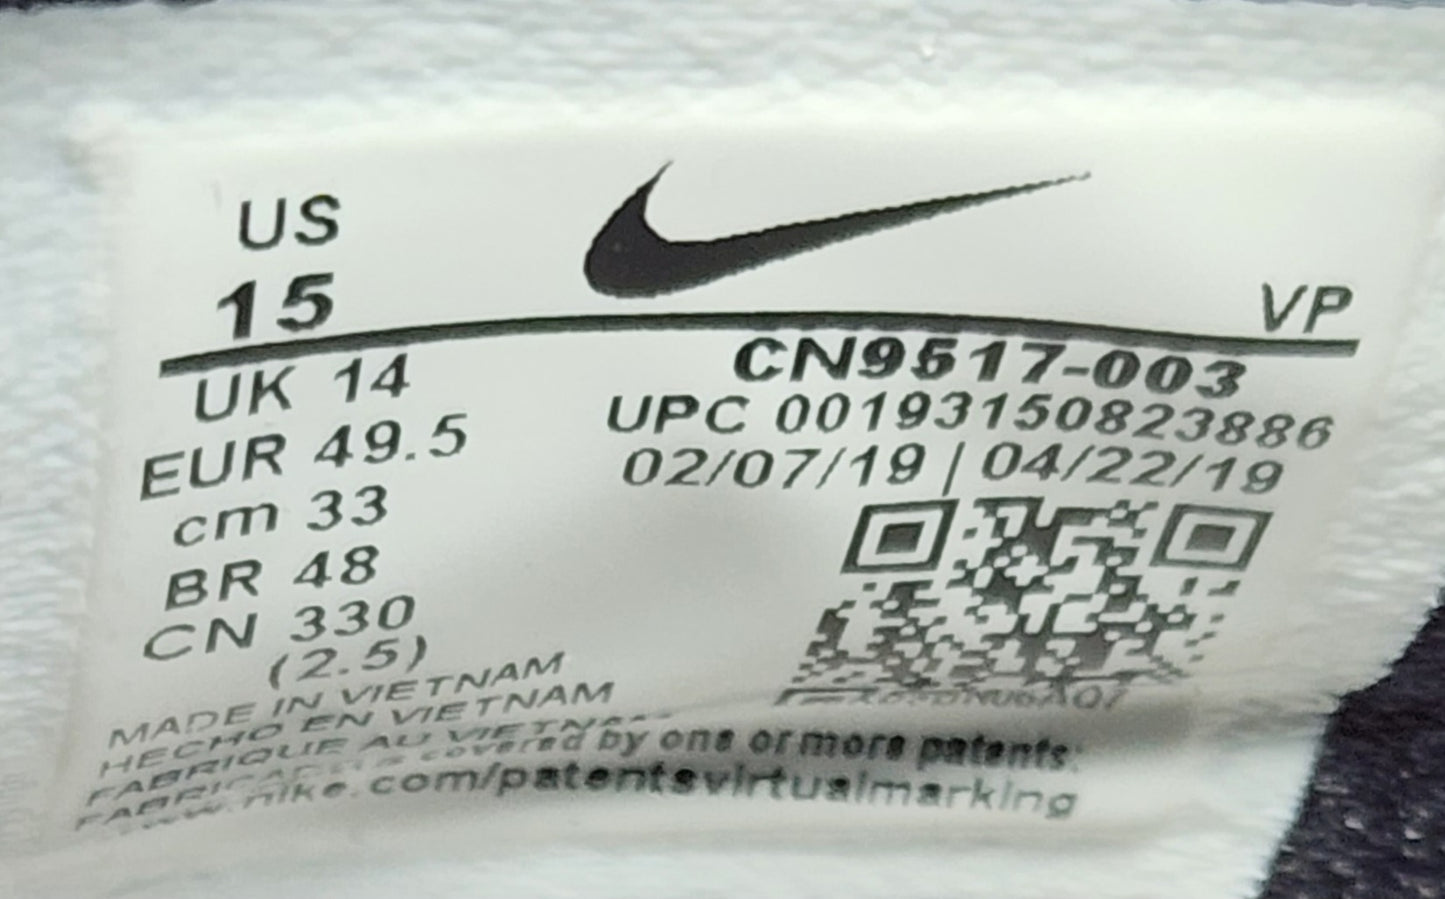 US
15
VP
UK 14
EUR 49.5
cm 33
BR 48
CN 330
(2.5)
CN9517-003
UPC 00193150823886
02/07/19 | 04/22/19
MADE IN VIETNAM
HECHO EN VIETNAM
FABRIQUE AU VIETNAM
covered by one or more patents:
www.nike.com/patentsvirtualmarking